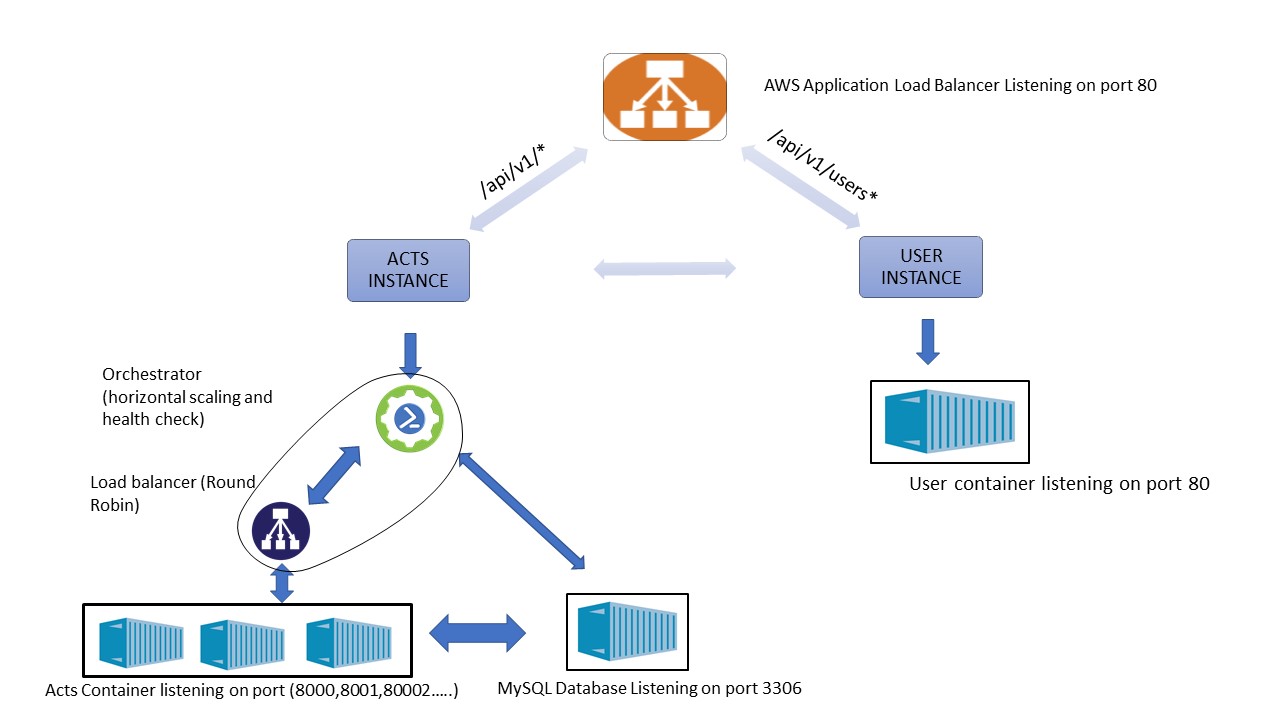 AWS Application Load Balancer Listening on port 80
/api/v1/*
/api/v1/users*
ACTS
INSTANCE
USER
INSTANCE
Orchestrator
(horizontal scaling and
health check)
Load balancer (Round
Robin)
User container listening on port 80
Acts Container listening on port (8000,8001,80002…..)
MySQL Database Listening on port 3306